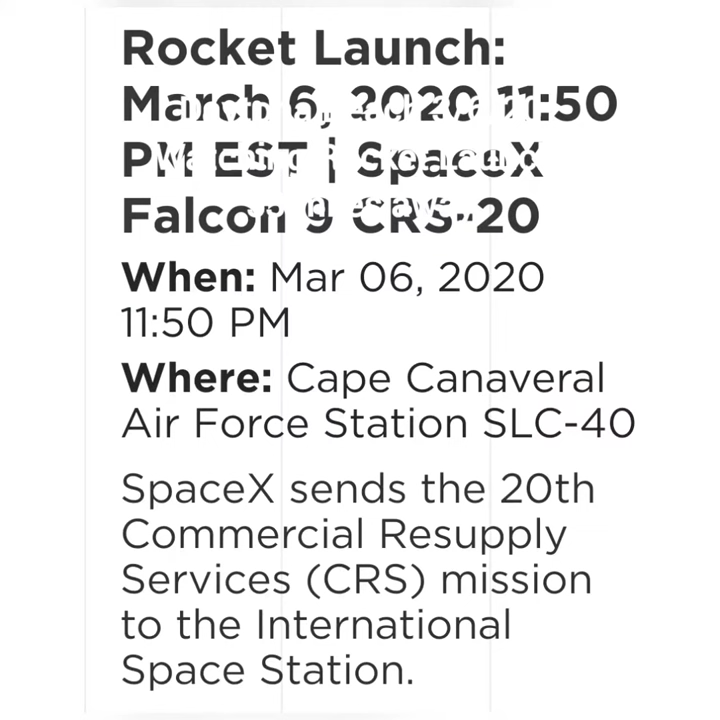 Rocket Launch:
March 6, 2020 11:50
PM EST | SpaceX
Falcon 9 CRS-20
When: Mar 06, 2020
11:50 PM
Where: Cape Canaveral
Air Force Station SLC-40
SpaceX sends the 20th
Commercial Resupply
Services (CRS) mission
to the International
Space Station.